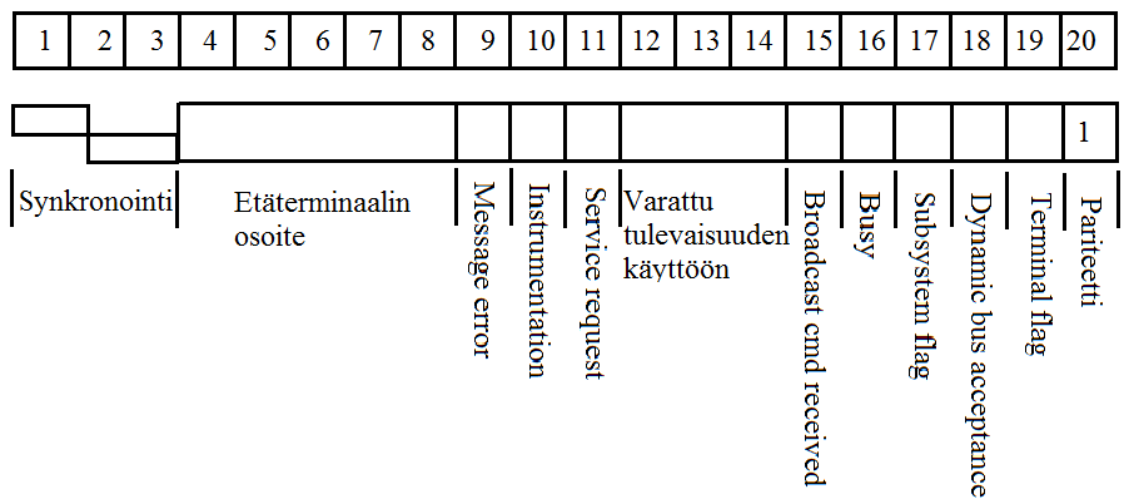 1 2 3 4 5 6 7 8 9 10 11 12 13 14 15 16 17 18 19 20
1
Synkronointi
Etäterminaalin
osoite
Message error
Instrumentation
Service request
Varattu
tulevaisuuden
käyttöön
Broadcast cmd received
Busy
Subsystem flag
Dynamic bus acceptance
Terminal flag
Pariteetti